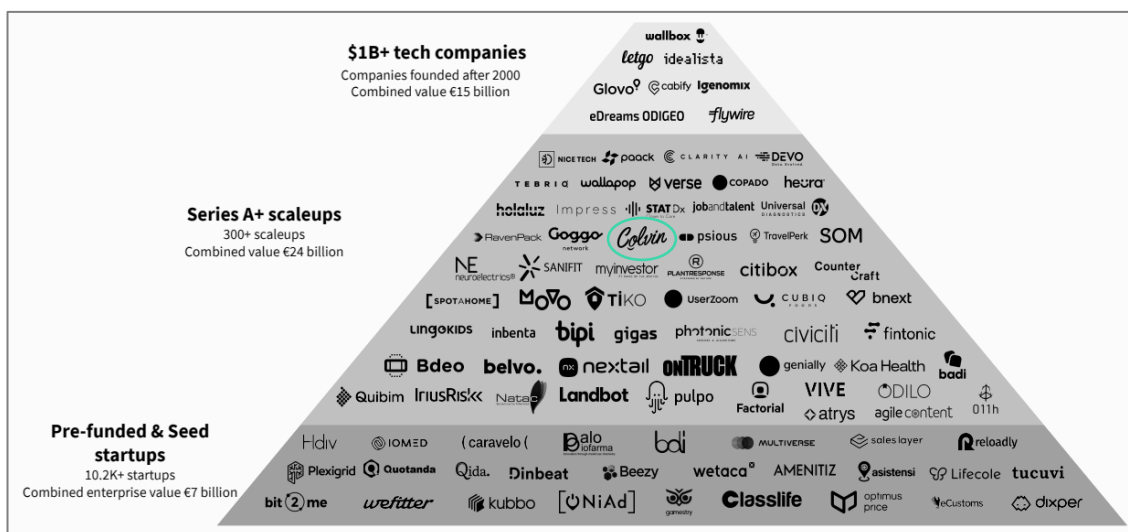 wallbox
$1B+ tech companies
letgo idealista
Companies founded after 2000
Combined value €15 billion
Glovo cabify Igenomix
eDreams ODIGEO flywire
NICE TECH paack CLARITY AI DEVO
TEBRIO wallapop verse COPADO heura
Series A+ scaleups
300+ scaleups
Combined value €24 billion
holaluz Impress STAT Dx jobandtalent Universal DIAGNOSTICS DX
RavenPack Goggo network Colvin psious TravelPerk SOM
NE neuroelectrics® SANIFIT myinvestor R PLANTRESPONSE citibox Counter Craft
[SPOTAHOME] MOVO TiKO UserZoom CUBIQ FOODS bnext
LINGOKIDS inbenta bipi gigas photonicSENS civiciti fintonic
Bdeo belvo. nx nextail ONTRUCK genially Koa Health badi
Quibim IriusRisk Natac Landbot pulpo Factorial VIVE atrys ODILO agile content 011h
Pre-funded & Seed
startups
10.2K+ startups
Combined enterprise value €7 billion
Hdiv IOMED (caravelo( Palo biofarma bdi MULTIVERSE sales layer reloadly
Plexigrid Quotanda Qida. Dinbeat Beezy wetaca AMENITIZ asistensi Lifecole tucuvi
bit2me wefitter kubbo [ONiAd] gamestry Classlife optimus price eCustoms dixper